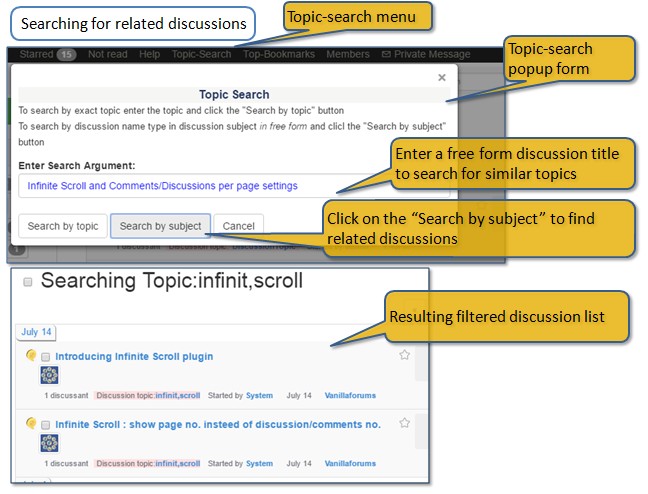 Searching for related discussions
Topic-search menu
Starred 15 Not read Help Topic-Search Top-Bookmarks Members Private Message
Topic-search
popup form
×
Topic Search
To search by exact topic enter the topic and click the "Search by topic" button
To search by discussion name type in discussion subject in free form and clicl the "Search by subject"
button
Enter Search Argument:
Infinite Scroll and Comments/Discussions per page settings
Enter a free form discussion title
to search for similar topics
Search by topic Search by subject Cancel
Click on the “Search by subject” to find
related discussions
1 discussant Discussion topic:
Searching Topic:infinit,scroll
Resulting filtered discussion list
July 14
Introducing Infinite Scroll plugin
1 discussant Discussion topic:infinit,scroll Started by System July 14 Vanillaforums
Infinite Scroll : show page no. insteed of discussion/comments no.
1 discussant Discussion topic:infinit,scroll Started by System July 14 Vanillaforums